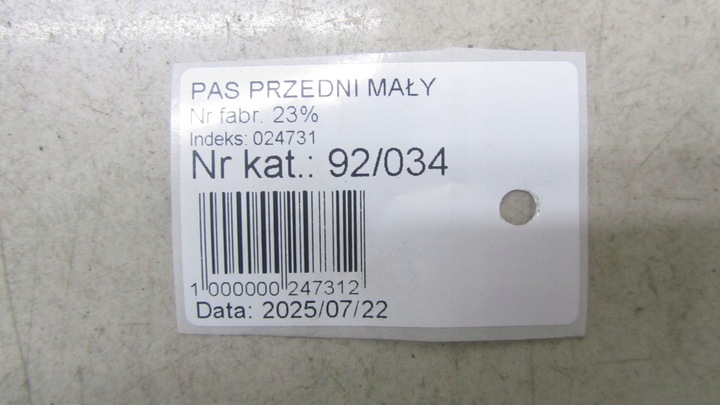 PAS PRZEDNI MAŁY
Nr fabr. 23%
Indeks: 024731
Nr kat.: 92/034
1 000000 247312
Data: 2025/07/22